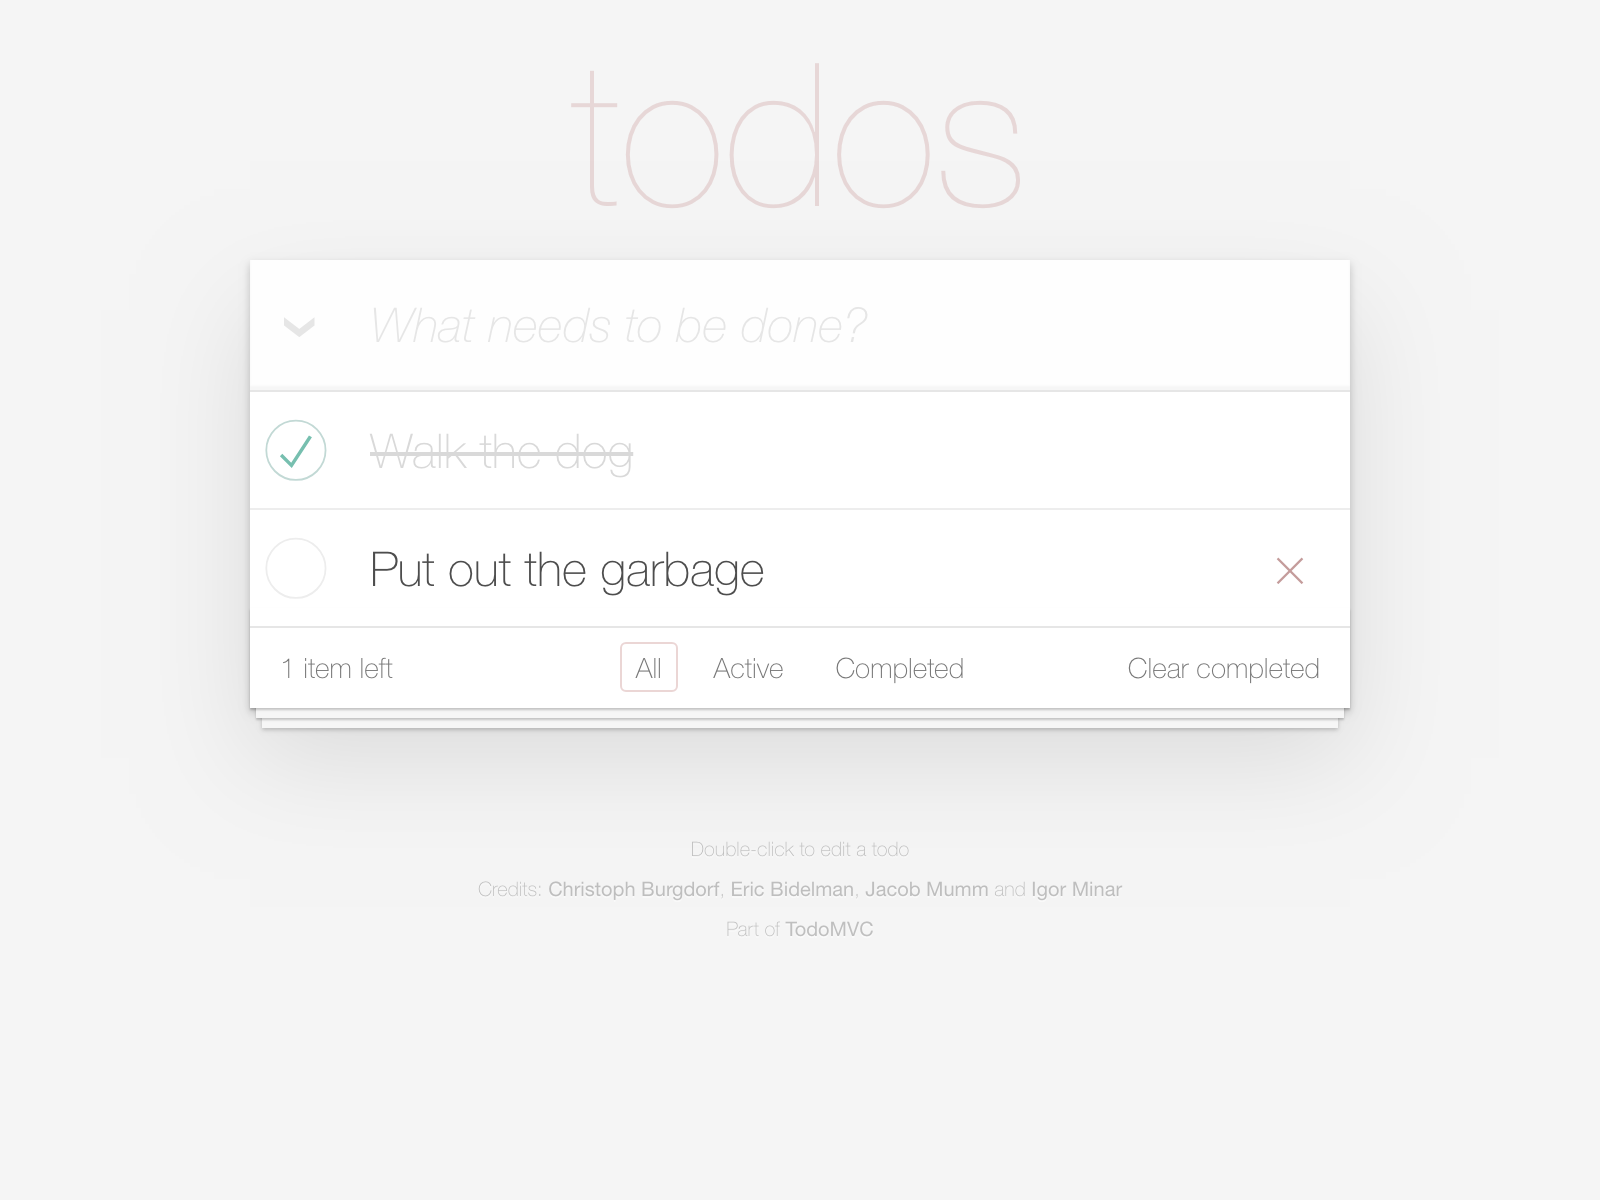 todos
What needs to be done?
Walk the dog
Put out the garbage
1 item left All Active Completed Clear completed
Double-click to edit a todo
Credits: Christoph Burgdorf, Eric Bidelman, Jacob Mumm and Igor Minar
Part of TodoMVC